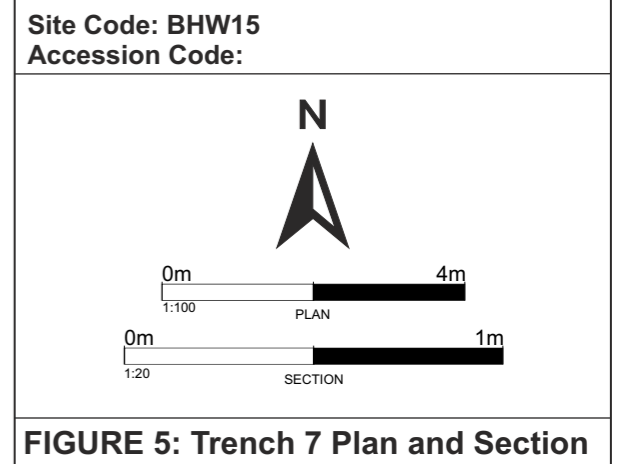 Site Code: BHW15
Accession Code:
N
0m 4m
1:100 PLAN
0m 1m
1:20 SECTION
FIGURE 5: Trench 7 Plan and Section